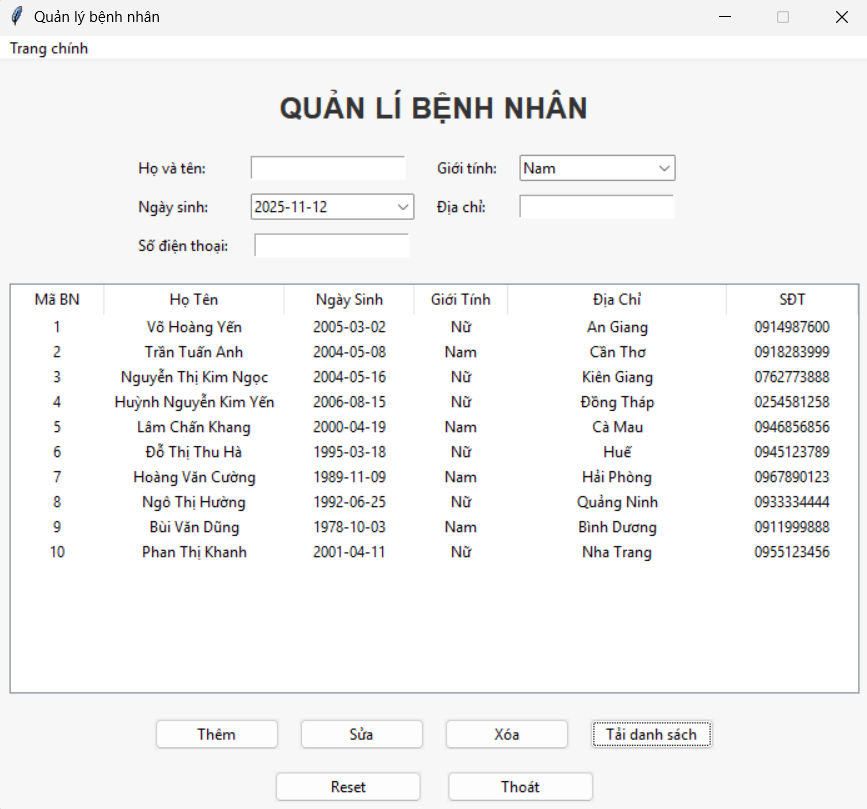 Quản lý bệnh nhân
Trang chính
QUẢN LÍ BỆNH NHÂN
Họ và tên: Giới tính: Nam
Ngày sinh: 2025-11-12 Địa chỉ:
Số điện thoại:
Mã BN Họ Tên Ngày Sinh Giới Tính Địa Chỉ SĐT
1 Võ Hoàng Yến 2005-03-02 Nữ An Giang 0914987600
2 Trần Tuấn Anh 2004-05-08 Nam Cần Thơ 0918283999
3 Nguyễn Thị Kim Ngọc 2004-05-16 Nữ Kiên Giang 0762773888
4 Huỳnh Nguyễn Kim Yến 2006-08-15 Nữ Đồng Tháp 0254581258
5 Lâm Chấn Khang 2000-04-19 Nam Cà Mau 0946856856
6 Đỗ Thị Thu Hà 1995-03-18 Nữ Huế 0945123789
7 Hoàng Văn Cường 1989-11-09 Nam Hải Phòng 0967890123
8 Ngô Thị Hường 1992-06-25 Nữ Quảng Ninh 0933334444
9 Bùi Văn Dũng 1978-10-03 Nam Bình Dương 0911999888
10 Phan Thị Khanh 2001-04-11 Nữ Nha Trang 0955123456
Thêm Sửa Xóa Tải danh sách
Reset Thoát